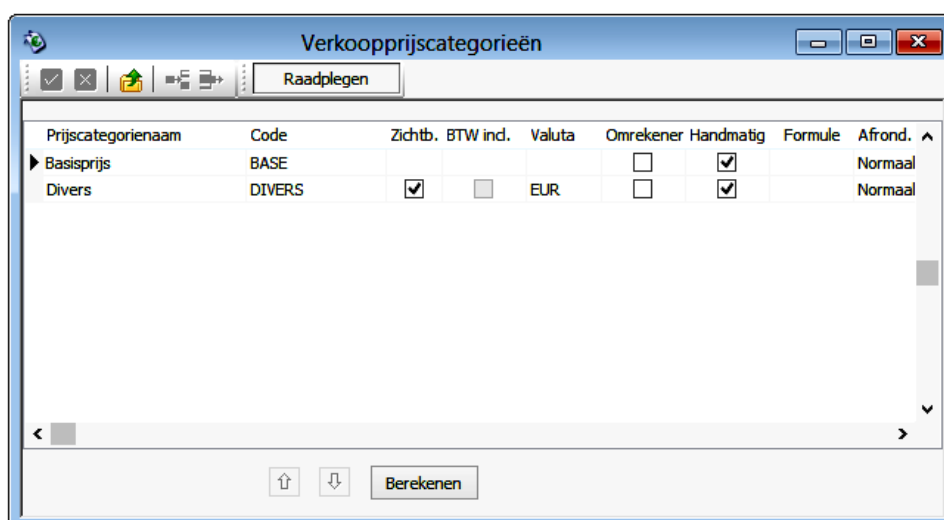 Verkoopprijscategorieën
Raadplegen
Prijscategorienaam Code Zichtb. BTW incl. Valuta Omrekener Handmatig Formule Afrond.
Basisprijs BASE Normaal
Divers DIVERS EUR Normaal
Berekenen